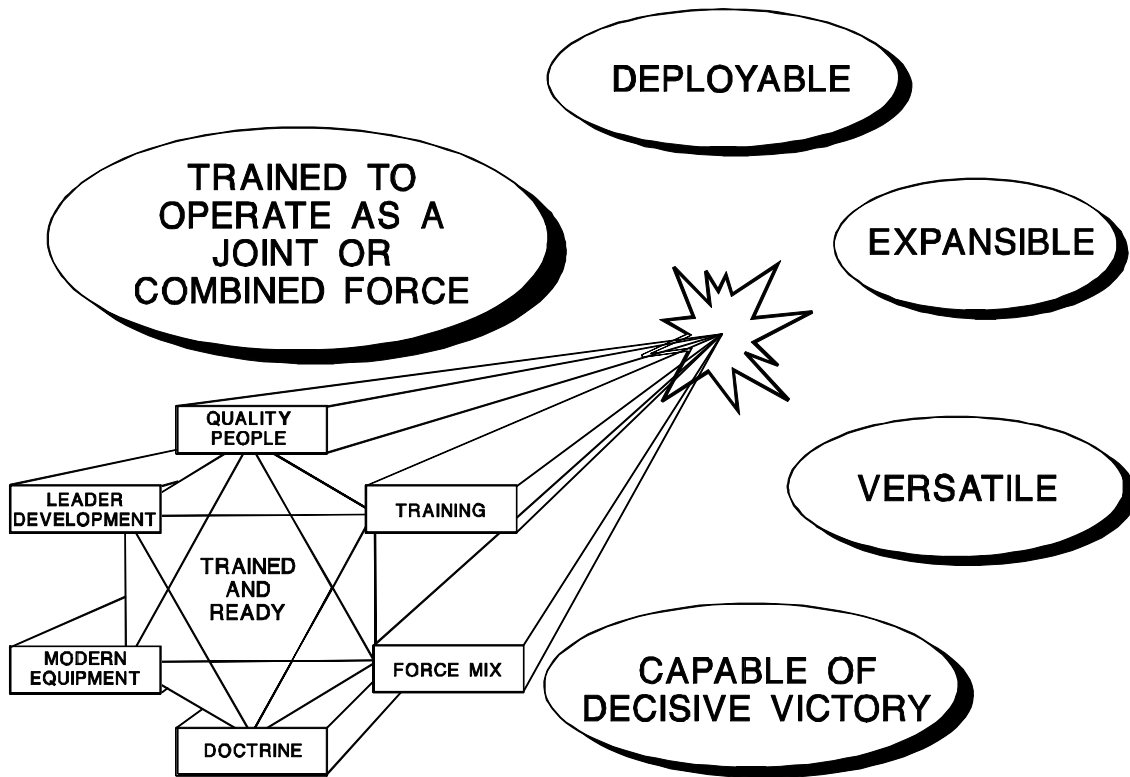 DEPLOYABLE
TRAINED TO
OPERATE AS A
JOINT OR
COMBINED FORCE
EXPANSIBLE
QUALITY
PEOPLE
LEADER
DEVELOPMENT
TRAINING
VERSATILE
TRAINED
AND
READY
MODERN
EQUIPMENT
FORCE MIX
CAPABLE OF
DECISIVE VICTORY
DOCTRINE